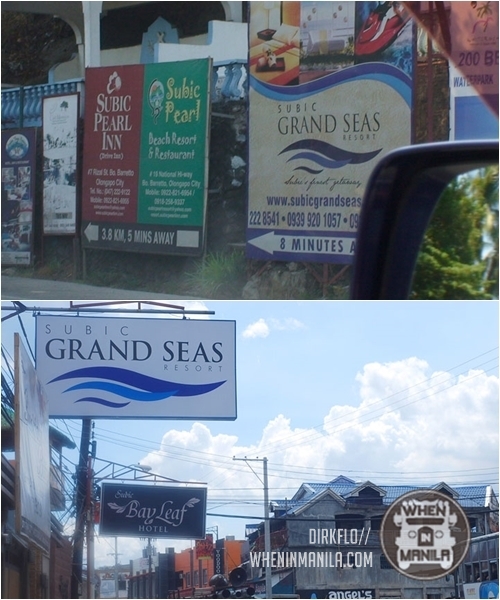 SUBIC
PEARL
INN
(Drive Inn)
47 Rizal St. Bo. Barretto
Olongapo City
3.8 KM, 5 MINS AWAY
Subic
Pearl
Beach Resort
& Restaurant
# 19 National Hi-way
Bo. Barretto, Olongapo City
SUBIC
GRAND SEAS
RESORT
Subic's finest getaway
www.subicgrandseas
222 8541 • 0939 920 1057 • 09
8 MINUTES A
200 BE
WATERPARK
SUBIC
GRAND SEAS
RESORT
Subic
Bay Leaf
HOTEL
DIRKFLO//
WHENINMANILA.COM
WHEN
IN
MANILA
ANGEL'S